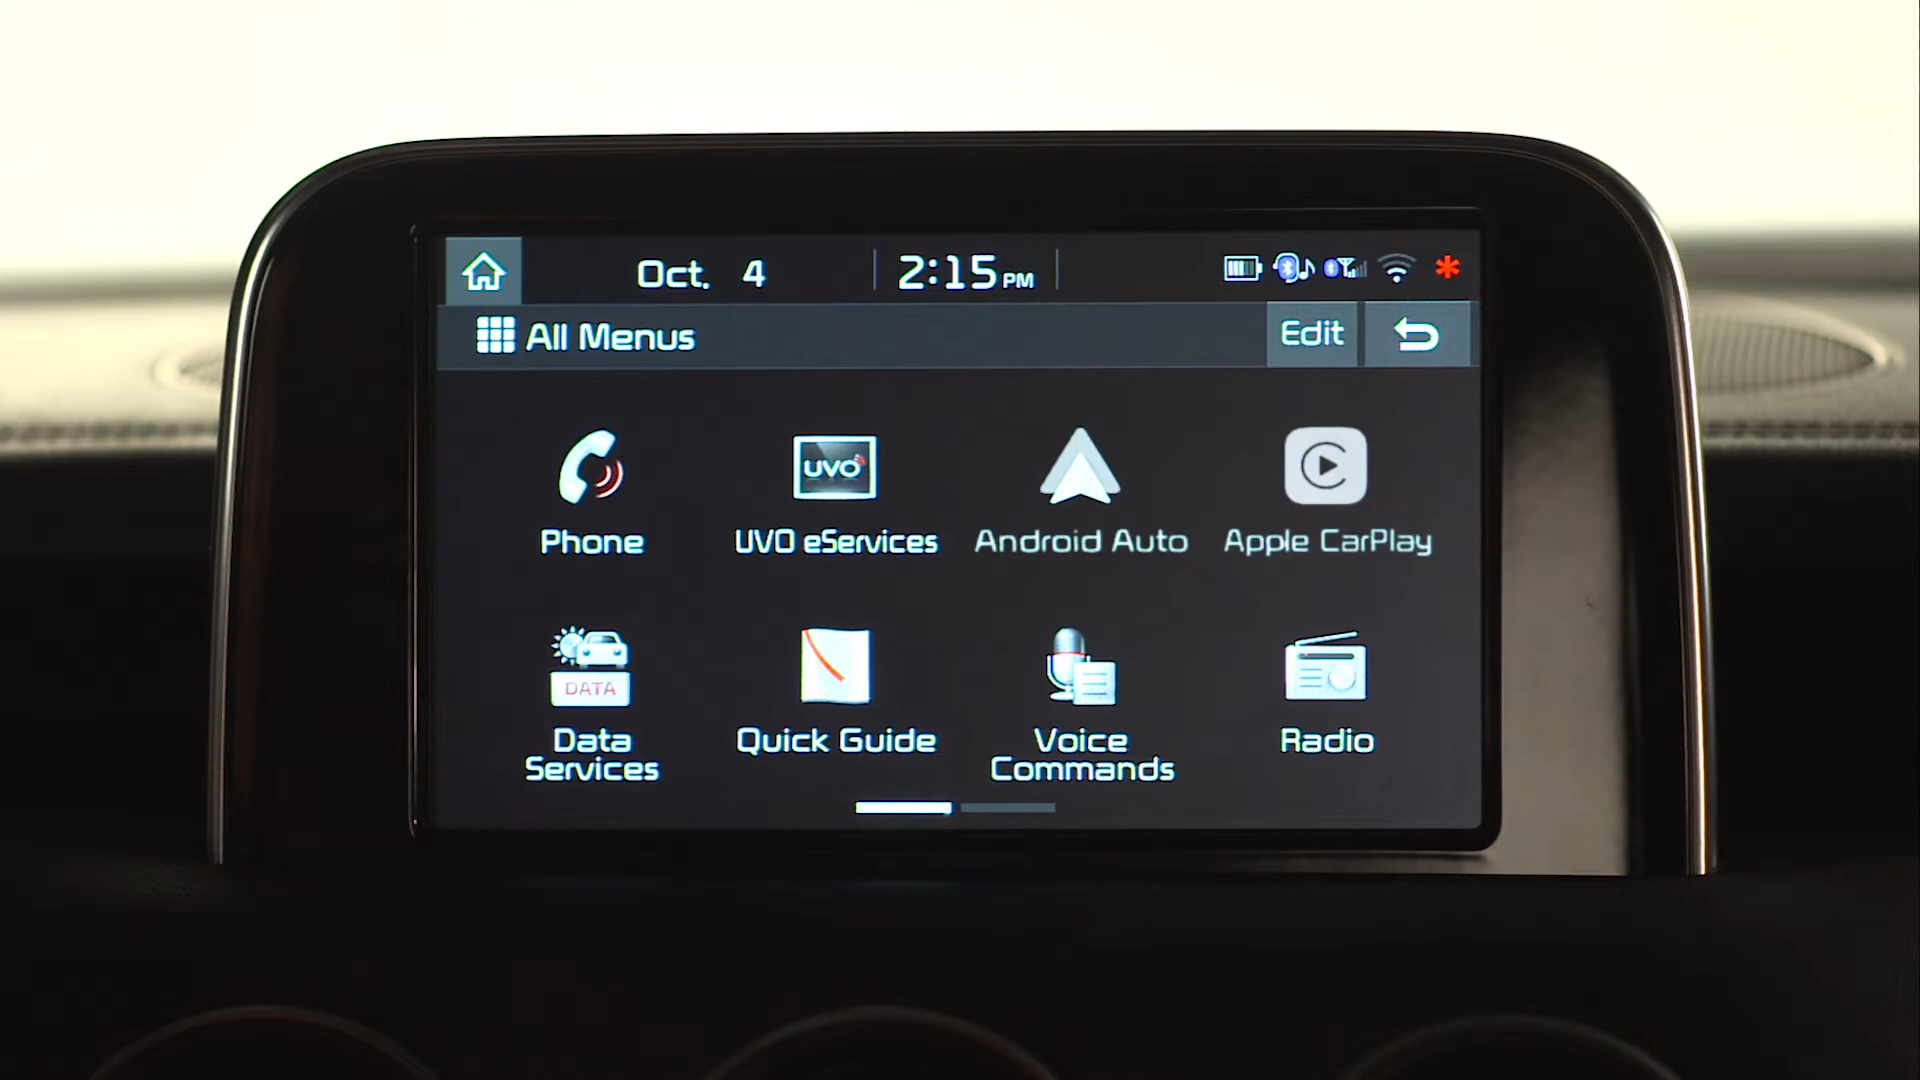 Oct. 4 2:15 PM
All Menus Edit
UVO
Phone UVO eServices Android Auto Apple CarPlay
DATA
Data Services Quick Guide Voice Commands Radio